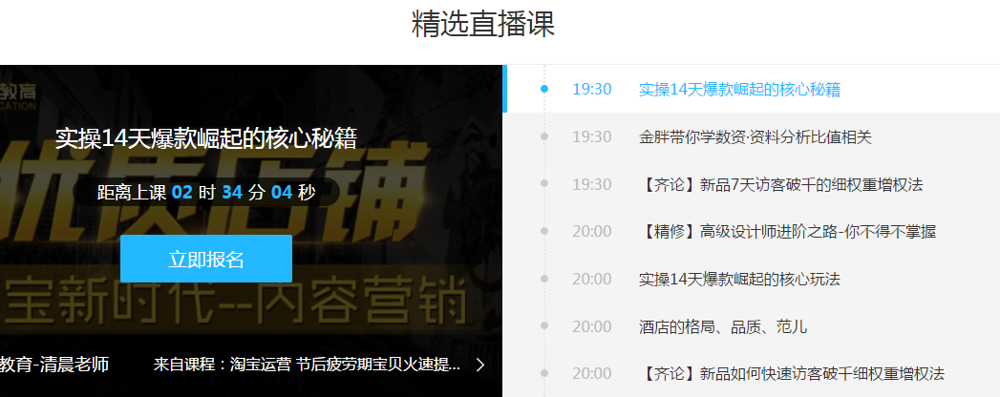 精选直播课
教育
CATION
实操14天爆款崛起的核心秘籍
优质店铺
距离上课 02 时 34 分 04 秒
立即报名
宝新时代--内容营销
教育-清晨老师
来自课程：淘宝运营 节后疲劳期宝贝火速提...
19:30 实操14天爆款崛起的核心秘籍
19:30 金胖带你学数资·资料分析比值相关
19:30 【齐论】新品7天访客破千的细权重增权法
20:00 【精修】高级设计师进阶之路-你不得不掌握
20:00 实操14天爆款崛起的核心玩法
20:00 酒店的格局、品质、范儿
20:00 【齐论】新品如何快速访客破千细权重增权法